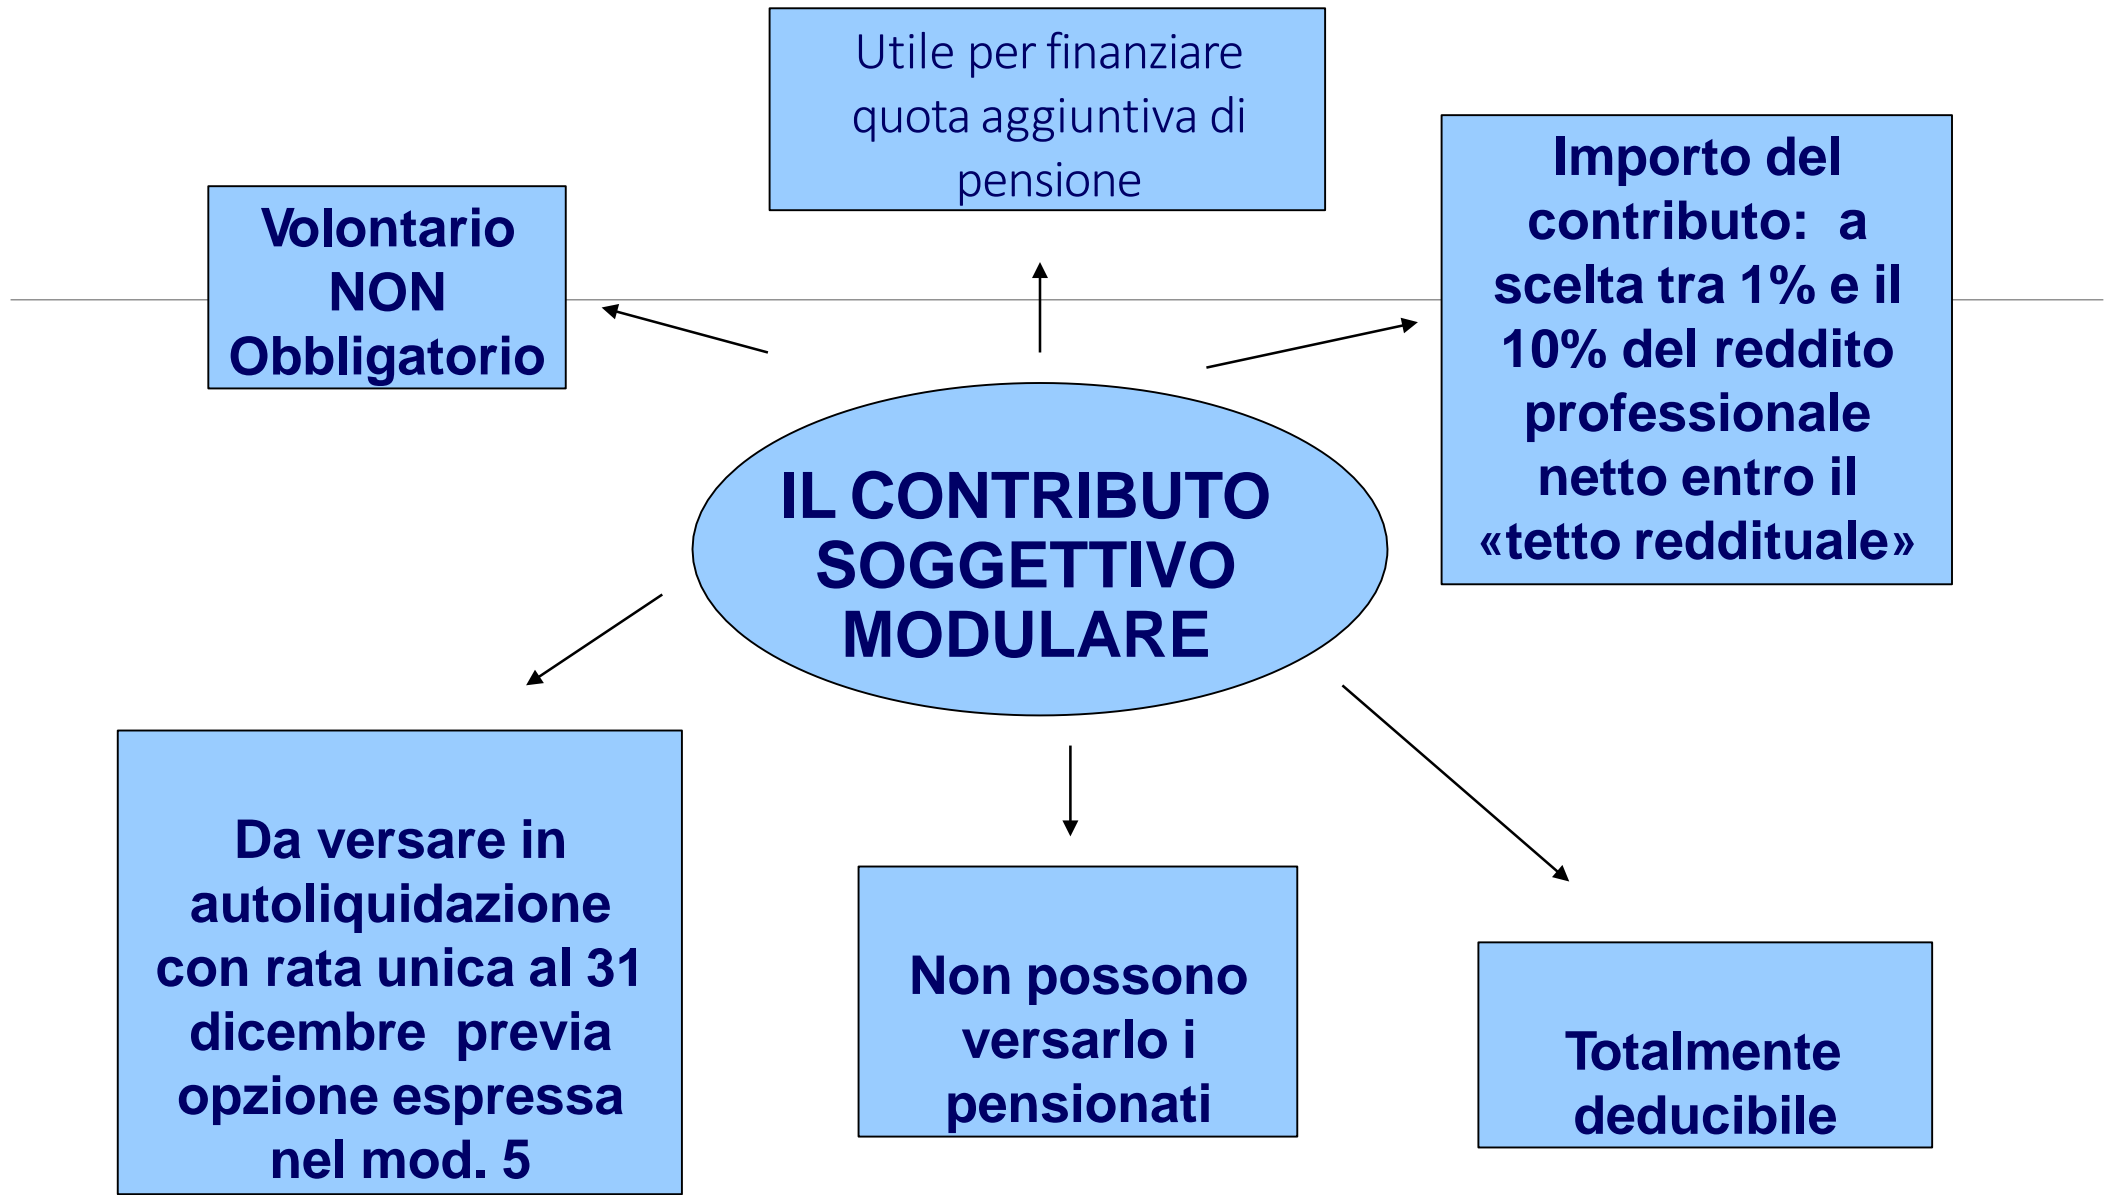 Utile per finanziare
quota aggiuntiva di
pensione
Volontario
NON
Obbligatorio
Importo del
contributo: a
scelta tra 1% e il
10% del reddito
professionale
netto entro il
«tetto reddituale»
IL CONTRIBUTO
SOGGETTIVO
MODULARE
Da versare in
autoliquidazione
con rata unica al 31
dicembre previa
opzione espressa
nel mod. 5
Non possono
versarlo i
pensionati
Totalmente
deducibile